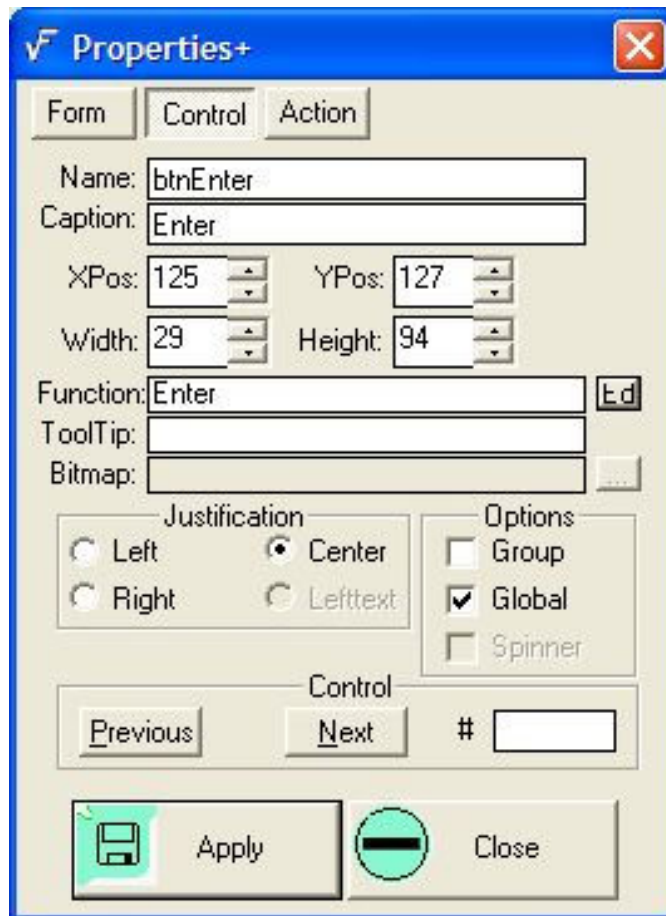 √F Properties+
Form Control Action
Name: btnEnter
Caption: Enter
XPos: 125 YPos: 127
Width: 29 Height: 94
Function: Enter Ed
ToolTip:
Bitmap: ...
Justification Options
Left Center Group
Right Lefttext Global
Spinner
Control
Previous Next #
Apply Close